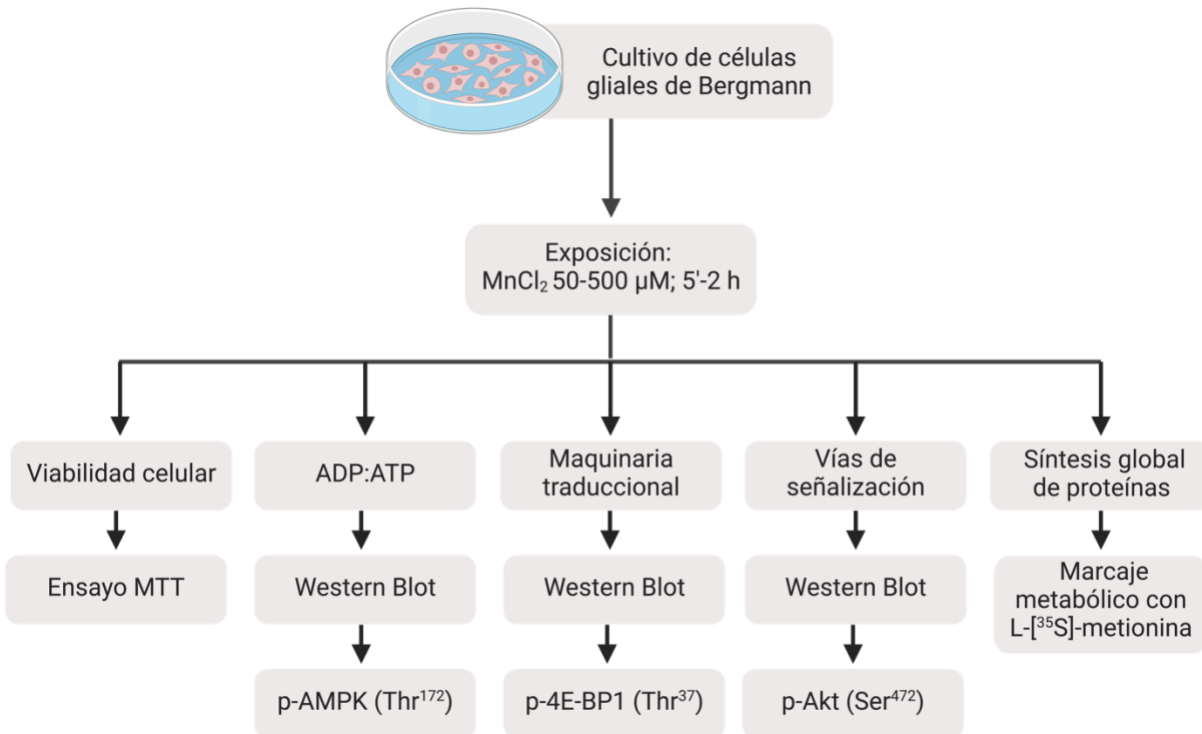 Cultivo de células
gliales de Bergmann
Exposición:
MnCl₂ 50-500 µM; 5'-2 h
Viabilidad celular
ADP:ATP
Maquinaria
traduccional
Vías de
señalización
Síntesis global
de proteínas
Ensayo MTT
Western Blot
Western Blot
Western Blot
Marcaje
metabólico con
L-[³⁵S]-metionina
p-AMPK (Thr¹⁷²)
p-4E-BP1 (Thr³⁷)
p-Akt (Ser⁴⁷²)